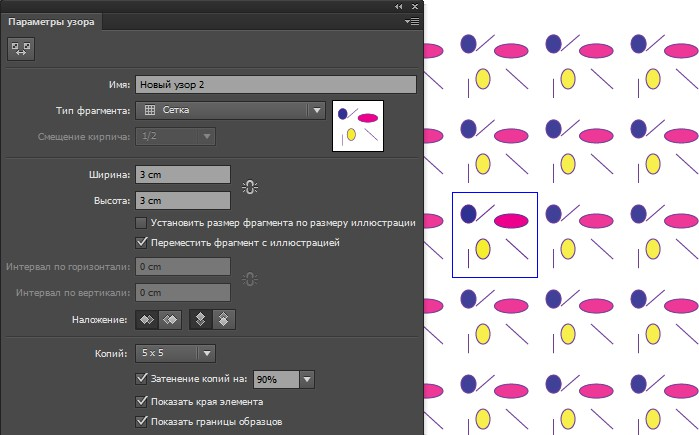 Параметры узора
Имя: Новый узор 2
Тип фрагмента: Сетка
Смещение кирпича: 1/2
Ширина: 3 cm
Высота: 3 cm
Установить размер фрагмента по размеру иллюстрации
Переместить фрагмент с иллюстрацией
Интервал по горизонтали: 0 cm
Интервал по вертикали: 0 cm
Наложение:
Копий: 5 x 5
Затенение копий на: 90%
Показать края элемента
Показать границы образцов